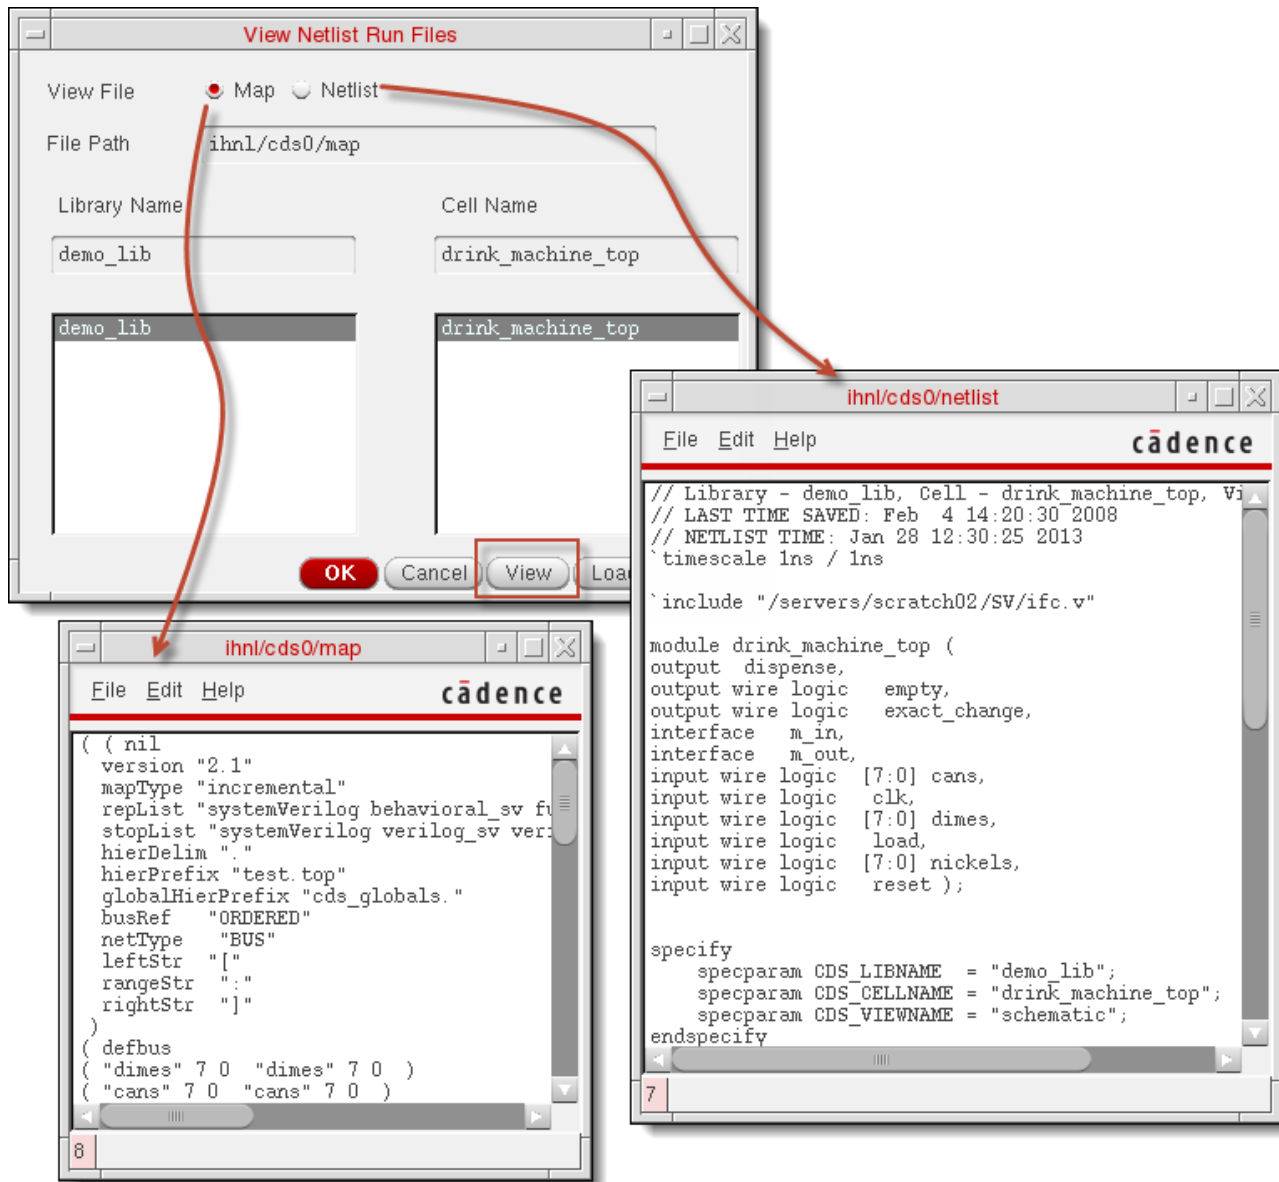 View Netlist Run Files
View File Map Netlist
File Path ihnl/cds0/map
Library Name Cell Name
demo_lib drink_machine_top
demo_lib drink_machine_top
OK Cancel View
ihnl/cds0/netlist
File Edit Help cādence
// Library - demo_lib, Cell - drink_machine_top,
// LAST TIME SAVED: Feb  4 14:20:30 2008
// NETLIST TIME: Jan 28 12:30:25 2013
`timescale 1ns / 1ns
`include "/servers/scratch02/SV/ifc.v"
module drink_machine_top (
output  dispense,
output wire logic   empty,
output wire logic   exact_change,
interface   m_in,
interface   m_out,
input wire logic  [7:0] cans,
input wire logic   clk,
input wire logic  [7:0] dimes,
input wire logic   load,
input wire logic  [7:0] nickels,
input wire logic   reset );
specify
specparam CDS_LIBNAME  = "demo_lib";
specparam CDS_CELLNAME = "drink_machine_top";
specparam CDS_VIEWNAME = "schematic";
endspecify
7
ihnl/cds0/map
File Edit Help cādence
( ( nil
version "2.1"
mapType "incremental"
repList "systemVerilog behavioral_sv
stopList "systemVerilog verilog_sv
hierDelim "."
hierPrefix "test.top"
globalHierPrefix "cds_globals."
busRef   "ORDERED"
netType   "BUS"
leftStr  "["
rangeStr  ":"
rightStr  "]"
)
( defbus
( "dimes" 7 0  "dimes" 7 0  )
( "cans" 7 0  "cans" 7 0  )
8